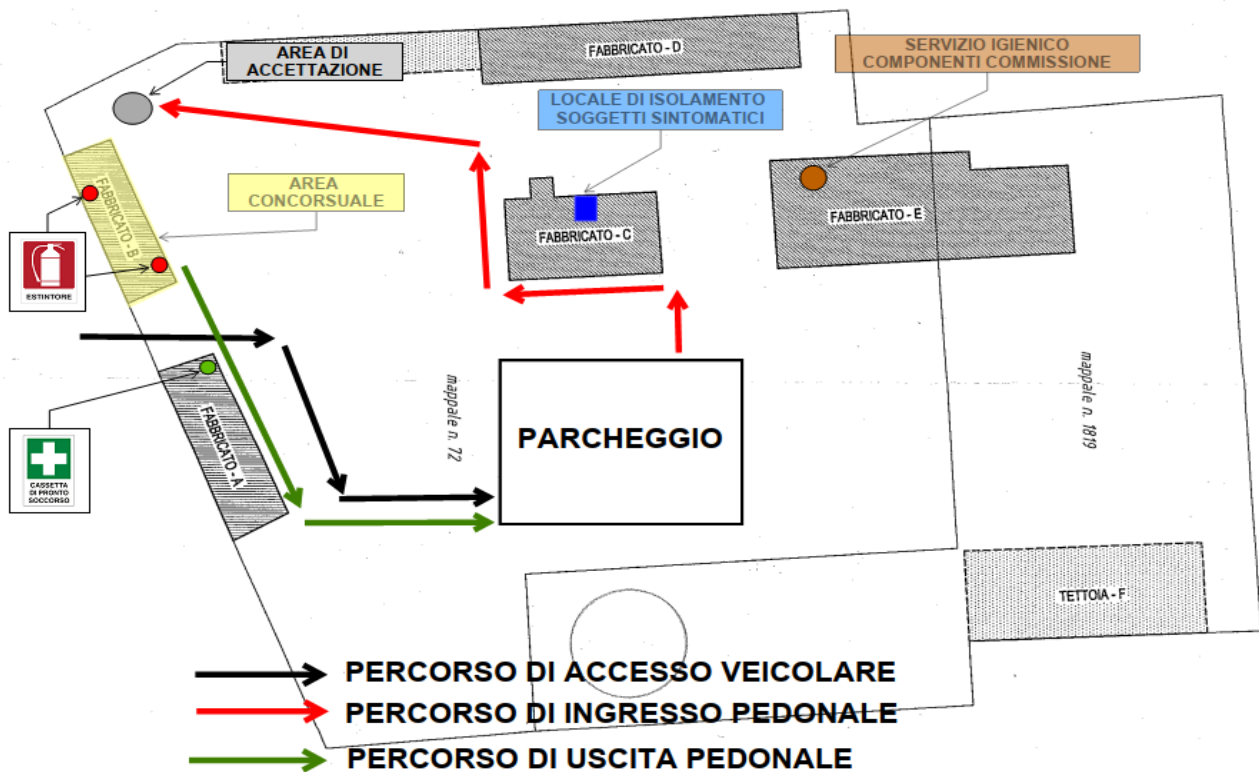 AREA DI
ACCETTAZIONE
FABBRICATO - D
SERVIZIO IGIENICO
COMPONENTI COMMISSIONE
LOCALE DI ISOLAMENTO
SOGGETTI SINTOMATICI
AREA
CONCORSUALE
FABBRICATO - B
FABBRICATO - C
FABBRICATO - E
ESTINTORE
FABBRICATO - A
CASSETTA
DI PRONTO
SOCCORSO
mappale n. 72
PARCHEGGIO
mappale n. 1819
TETTOIA - F
PERCORSO DI ACCESSO VEICOLARE
PERCORSO DI INGRESSO PEDONALE
PERCORSO DI USCITA PEDONALE